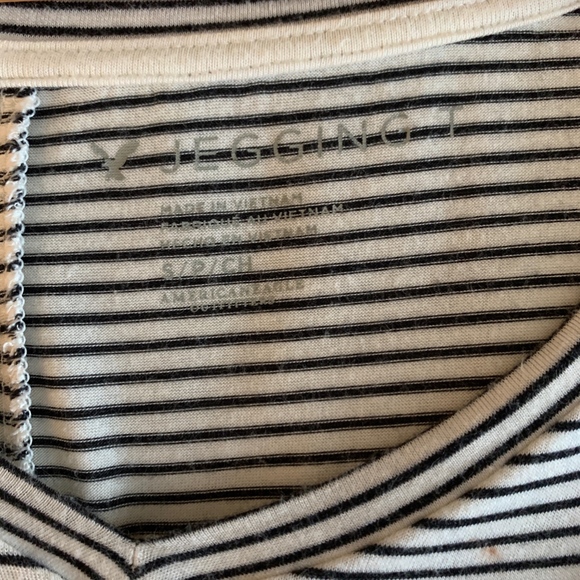 JEGGING T
MADE IN VIETNAM
FABRIQUÉ AU VIETNAM
HECHO EN VIETNAM
S/P/CH
AMERICAN EAGLE
OUTFITTERS